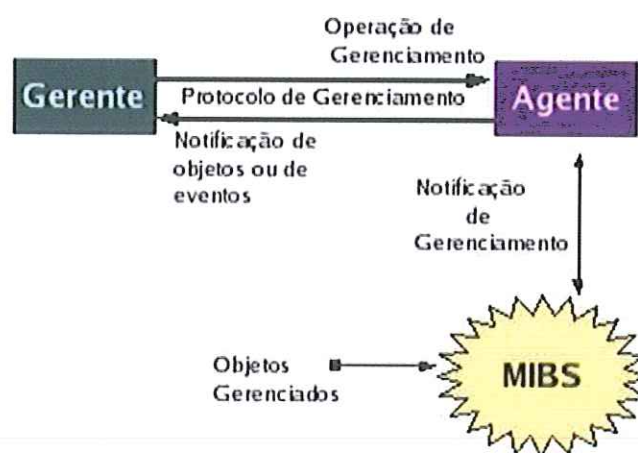 Operação de
Gerenciamento
Gerente
Protocolo de Gerenciamento
Agente
Notificação de
objetos ou de
eventos
Notificação
de
Gerenciamento
Objetos
Gerenciados
MIBS